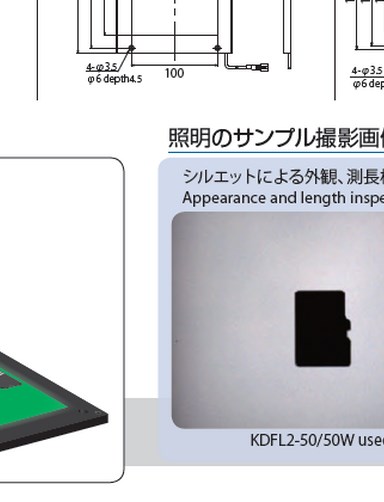 4-φ3.5
φ6 depth4.5
100
4-φ3.5
φ6 dep
照明のサンプル撮影画
シルエットによる外観、測長
Appearance and length inspe
KDFL2-50/50W use